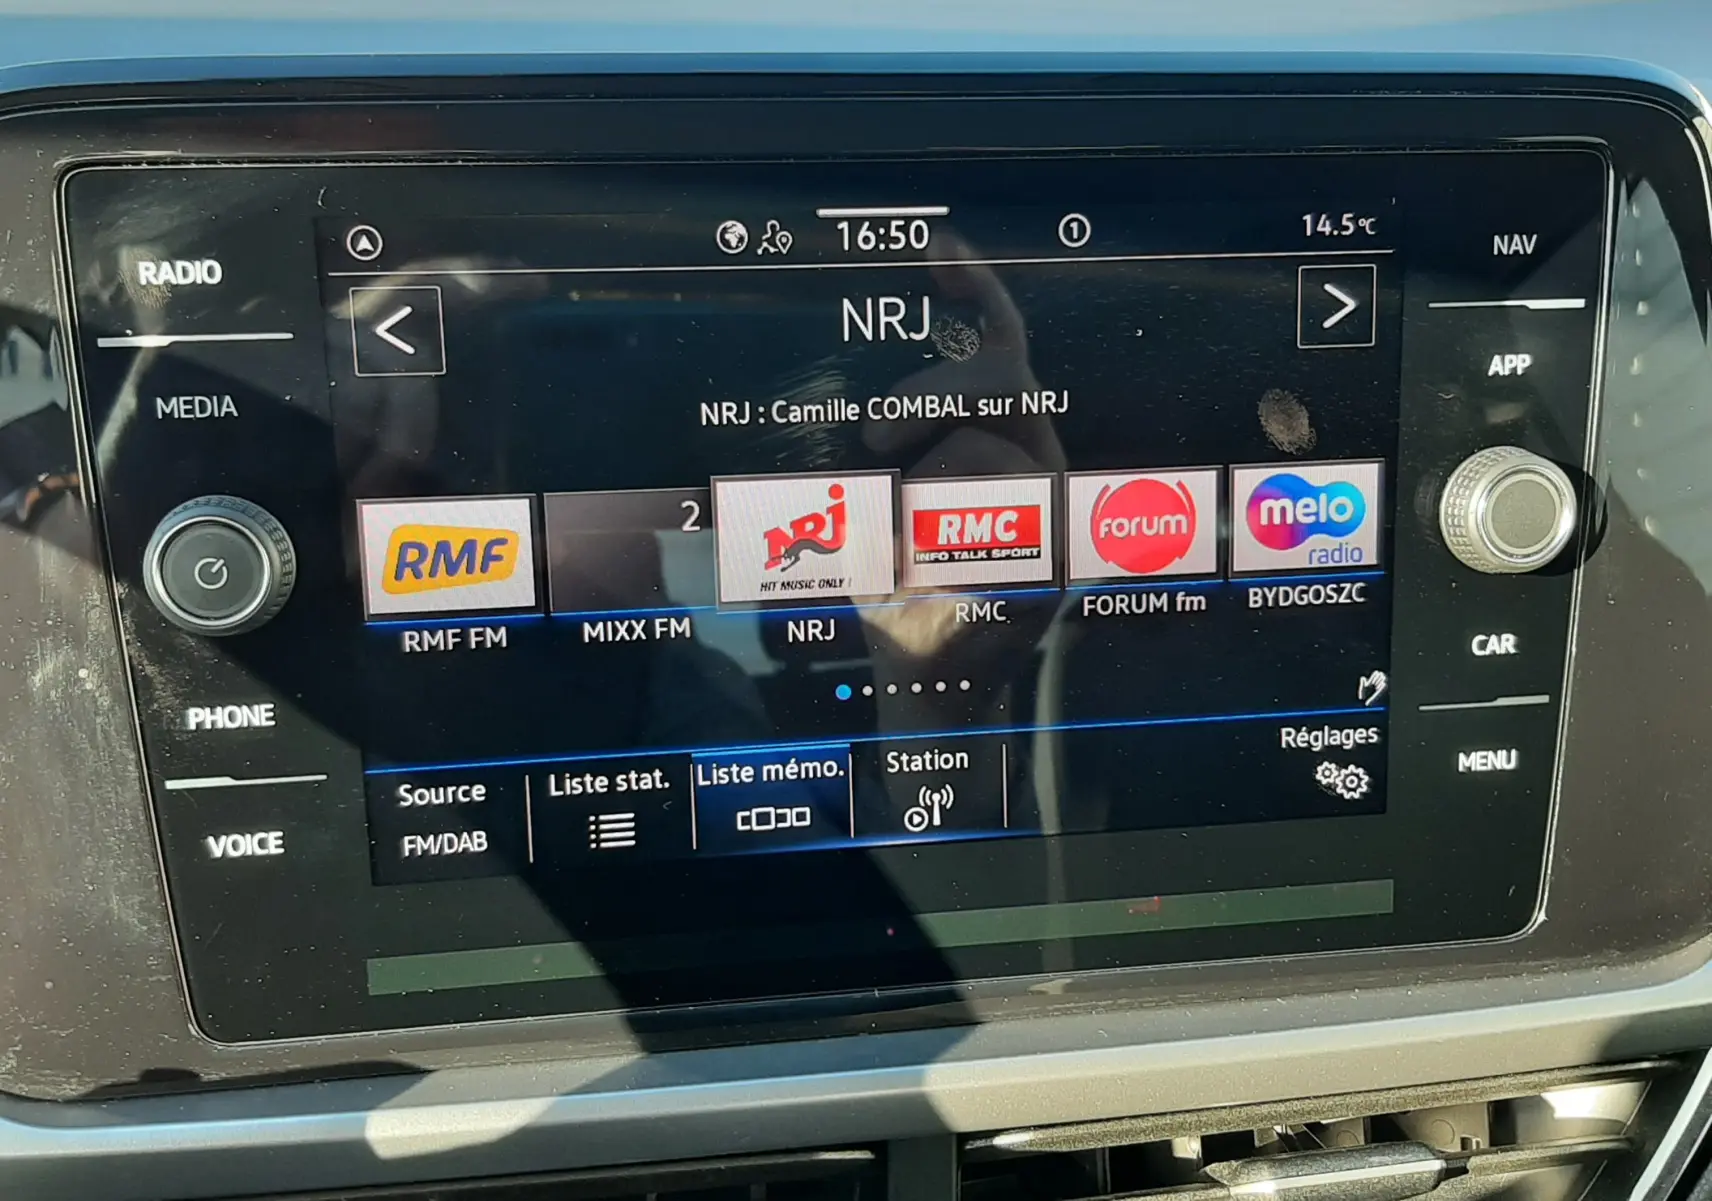 16:50
1
14.5°C
RADIO
MEDIA
PHONE
VOICE
NAV
APP
CAR
MENU
<
NRJ
>
NRJ : Camille COMBAL sur NRJ
RMF
2
NRJ
HIT MUSIC ONLY !
RMC
INFO TALK SPORT
FORUM
melo
radio
RMF FM
MIXX FM
NRJ
RMC
FORUM fm
BYDGOSZC
Source
FM/DAB
Liste stat.
Liste mémo.
Station
Réglages